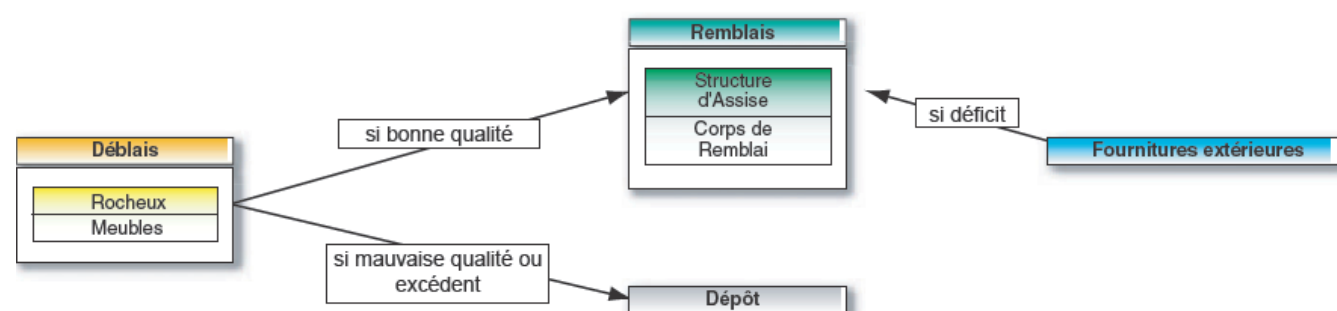 Remblais
Structure
d'Assise
Corps de
Remblai
si bonne qualité
si déficit
Déblais
Rocheux
Meubles
Fournitures extérieures
si mauvaise qualité ou
excédent
Dépôt